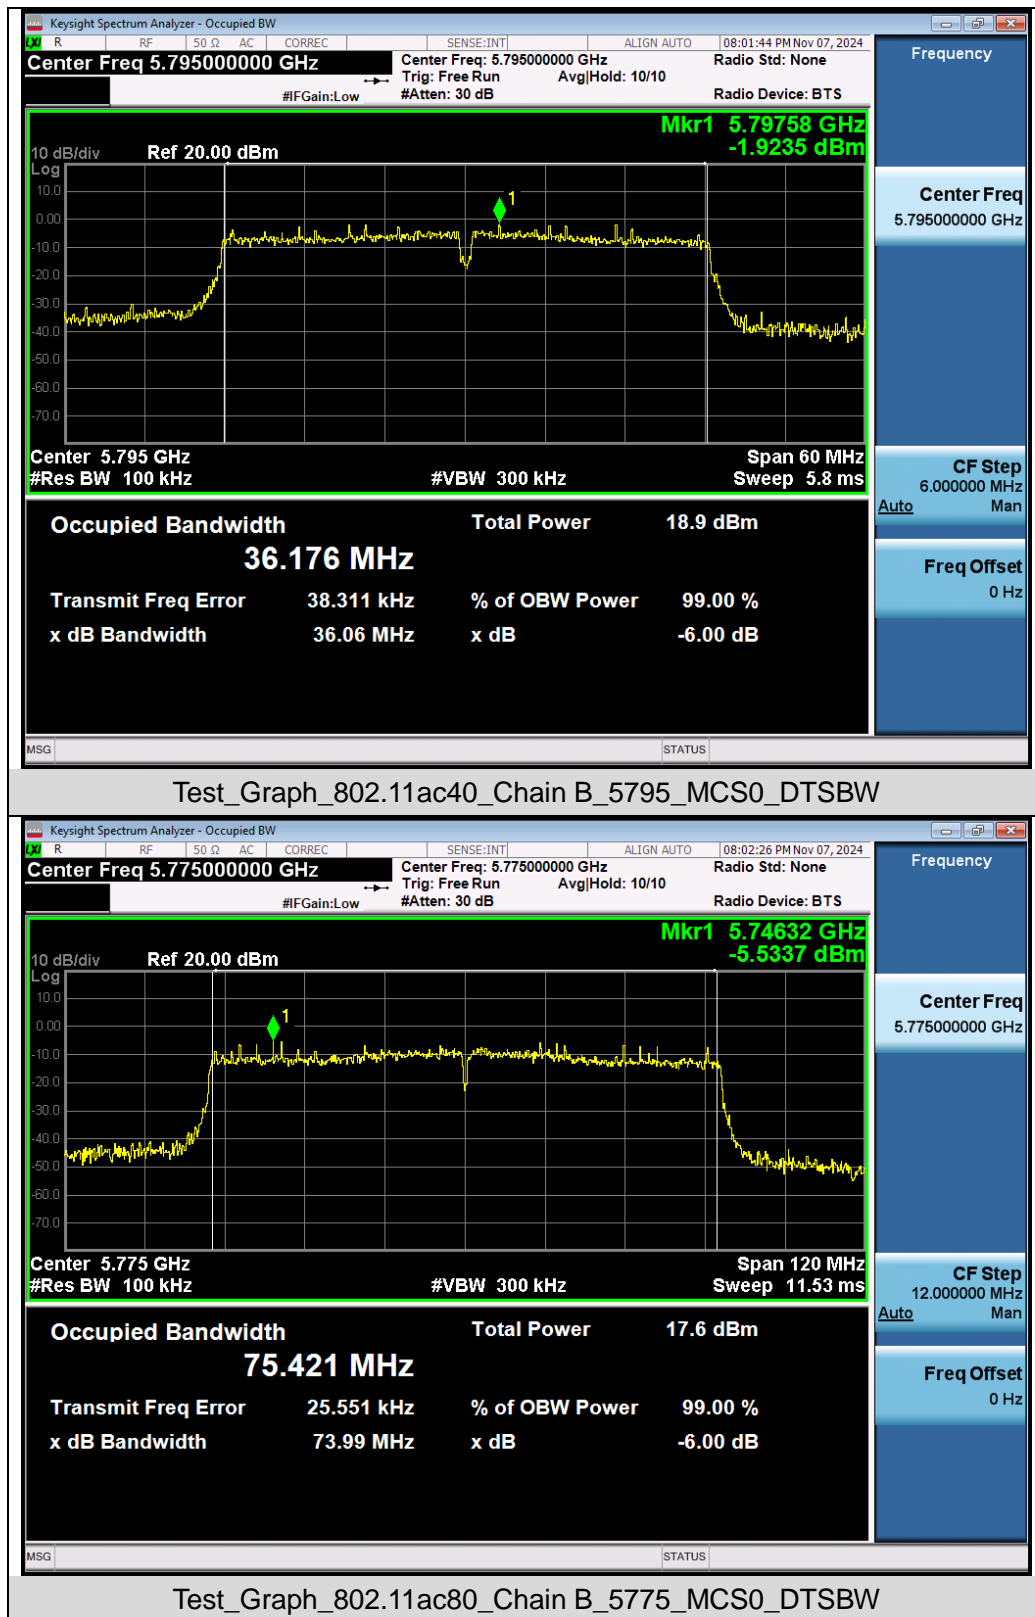 Keysight Spectrum Analyzer - Occupied BW
LXI R RF 50 Ω AC CORREC SENSE:INT ALIGN AUTO 08:01:44 PM Nov 07, 2024
Center Freq 5.795000000 GHz
Center Freq: 5.795000000 GHz
Radio Std: None
Trig: Free Run Avg|Hold: 10/10
#IFGain:Low
#Atten: 30 dB
Radio Device: BTS
Mkr1 5.79758 GHz
-1.9235 dBm
10 dB/div Ref 20.00 dBm
Log
1
10.0
0.00
-10.0
-20.0
-30.0
-40.0
-50.0
-60.0
-70.0
Center 5.795 GHz Span 60 MHz
#Res BW 100 kHz #VBW 300 kHz Sweep 5.8 ms
Occupied Bandwidth Total Power 18.9 dBm
36.176 MHz
Transmit Freq Error 38.311 kHz % of OBW Power 99.00 %
x dB Bandwidth 36.06 MHz x dB -6.00 dB
Frequency
Center Freq
5.795000000 GHz
CF Step
6.000000 MHz
Auto Man
Freq Offset
0 Hz
MSG STATUS
Test_Graph_802.11ac40_Chain B_5795_MCS0_DTSBW
Keysight Spectrum Analyzer - Occupied BW
LXI R RF 50 Ω AC CORREC SENSE:INT ALIGN AUTO 08:02:26 PM Nov 07, 2024
Center Freq 5.775000000 GHz
Center Freq: 5.775000000 GHz
Radio Std: None
Trig: Free Run Avg|Hold: 10/10
#IFGain:Low
#Atten: 30 dB
Radio Device: BTS
Mkr1 5.74632 GHz
-5.5337 dBm
10 dB/div Ref 20.00 dBm
Log
1
10.0
0.00
-10.0
-20.0
-30.0
-40.0
-50.0
-60.0
-70.0
Center 5.775 GHz Span 120 MHz
#Res BW 100 kHz #VBW 300 kHz Sweep 11.53 ms
Occupied Bandwidth Total Power 17.6 dBm
75.421 MHz
Transmit Freq Error 25.551 kHz % of OBW Power 99.00 %
x dB Bandwidth 73.99 MHz x dB -6.00 dB
Frequency
Center Freq
5.775000000 GHz
CF Step
12.000000 MHz
Auto Man
Freq Offset
0 Hz
MSG STATUS
Test_Graph_802.11ac80_Chain B_5775_MCS0_DTSBW